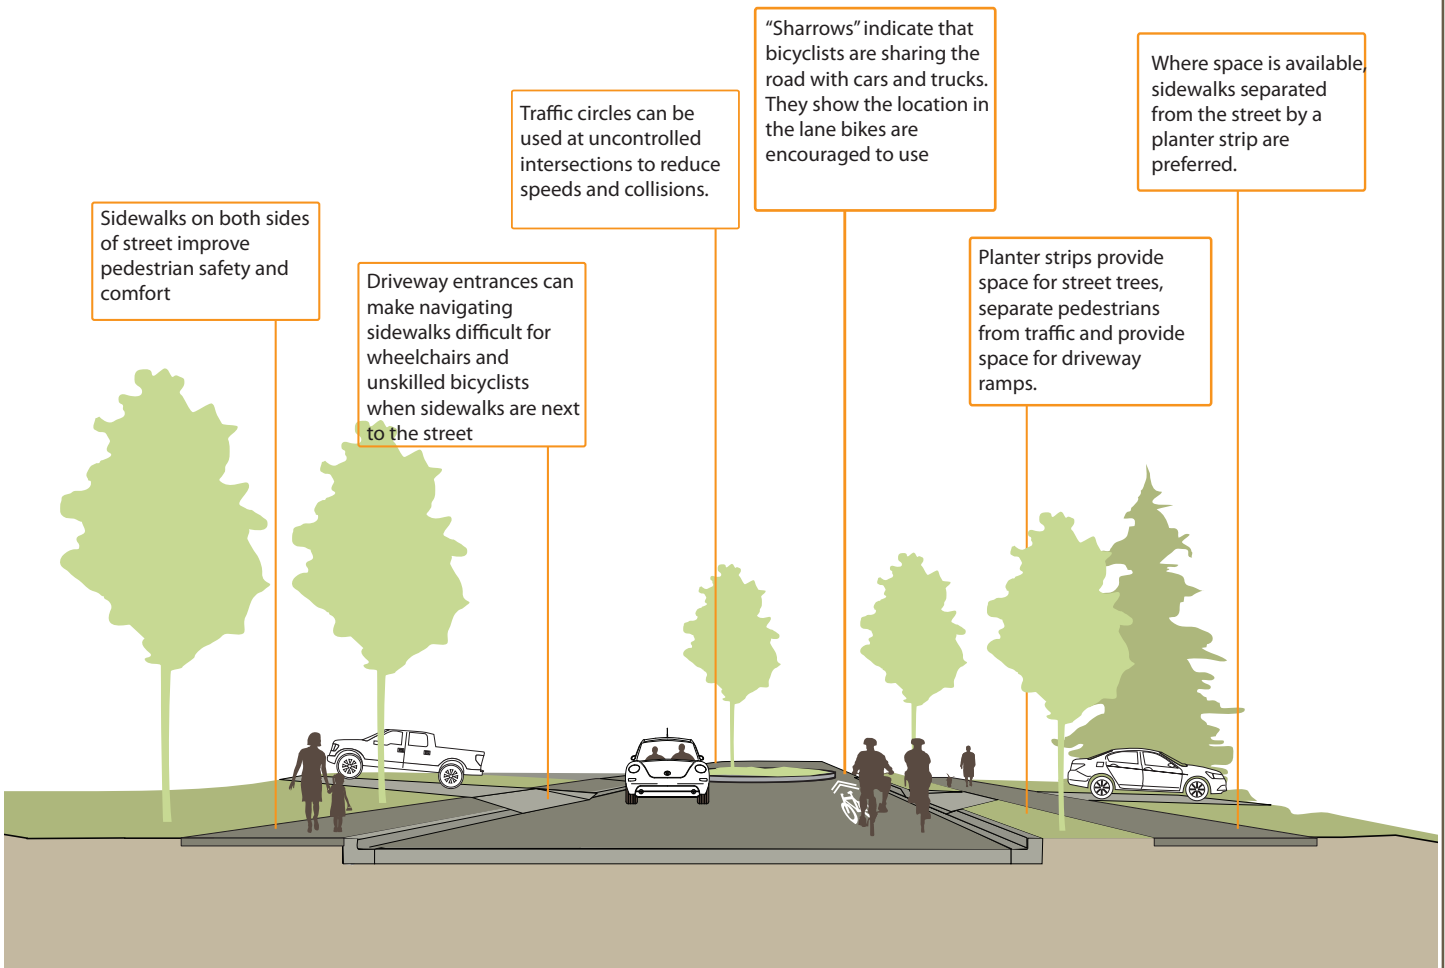 Sidewalks on both sides
of street improve
pedestrian safety and
comfort
Driveway entrances can
make navigating
sidewalks difficult for
wheelchairs and
unskilled bicyclists
when sidewalks are next
to the street
Traffic circles can be
used at uncontrolled
intersections to reduce
speeds and collisions.
“Sharrows” indicate that
bicyclists are sharing the
road with cars and trucks.
They show the location in
the lane bikes are
encouraged to use
Planter strips provide
space for street trees,
separate pedestrians
from traffic and provide
space for driveway
ramps.
Where space is available,
sidewalks separated
from the street by a
planter strip are
preferred.